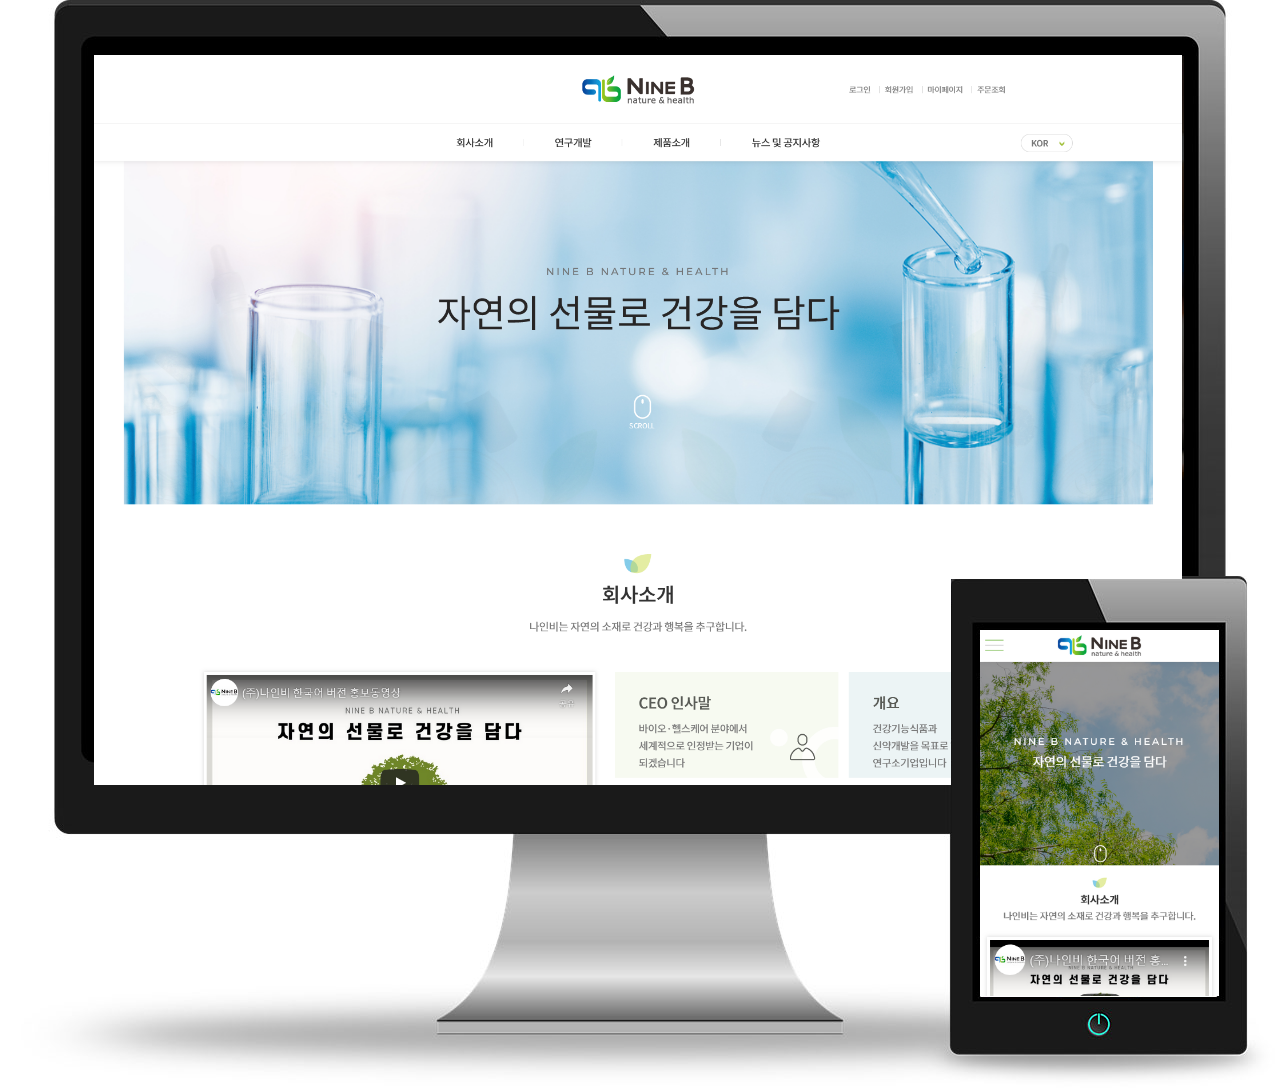 NINE B
nature & health
로그인
회원가입
마이페이지
주문조회
회사소개
연구개발
제품소개
뉴스 및 공지사항
KOR
NINE B NATURE & HEALTH
자연의 선물로 건강을 담다
SCROLL
회사소개
나인비는 자연의 소재로 건강과 행복을 추구합니다.
NINE B
(주)나인비 한국어 버전 홍보동영상
NINE B NATURE & HEALTH
자연의 선물로 건강을 담다
CEO 인사말
바이오·헬스케어 분야에서
세계적으로 인정받는 기업이
되겠습니다
개요
건강기능식품과
신약개발을 목표로
연구소기업입니다
NINE B
nature & health
NINE B NATURE & HEALTH
자연의 선물로 건강을 담다
회사소개
나인비는 자연의 소재로 건강과 행복을 추구합니다.
NINE B
(주)나인비 한국어 버전 홍...
NINE B NATURE & HEALTH
자연의 선물로 건강을 담다